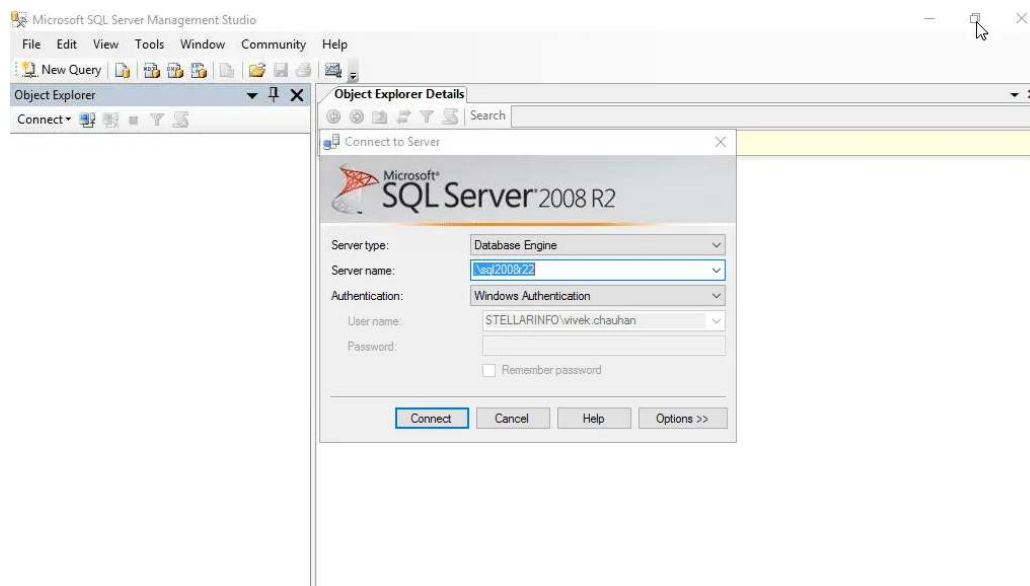 Microsoft SQL Server Management Studio
File Edit View Tools Window Community Help
New Query
Object Explorer
Object Explorer Details
Connect
Search
Connect to Server
Microsoft®
SQL Server® 2008 R2
Server type: Database Engine
Server name: .\sql2008r22
Authentication: Windows Authentication
User name: STELLARINFO\vivek.chauhan
Password:
Remember password
Connect Cancel Help Options >>